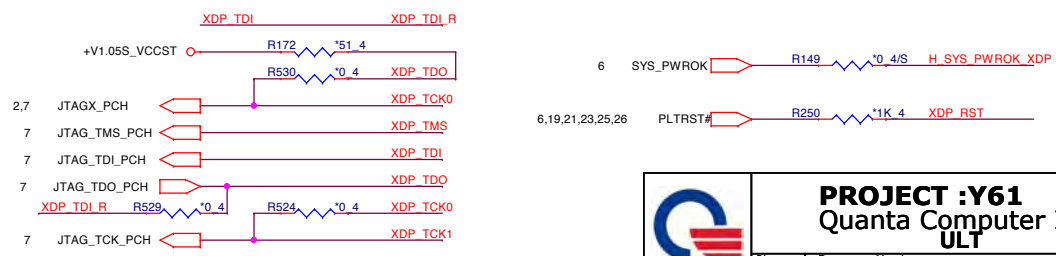 XDP_TDI XDP_TDI_R
+V1.05S_VCCST R172 *51_4
R530 *0_4 XDP_TDO
2,7 JTAGX_PCH XDP_TCK0
7 JTAG_TMS_PCH XDP_TMS
7 JTAG_TDI_PCH XDP_TDI
7 JTAG_TDO_PCH XDP_TDO
XDP_TDI_R R529 *0_4 R524 *0_4 XDP_TCK0
7 JTAG_TCK_PCH XDP_TCK1
6 SYS_PWROK R149 *0_4/S H_SYS_PWROK_XDP
6,19,21,23,25,26 PLTRST# R250 *1K_4 XDP_RST
PROJECT :Y61
Quanta Computer
ULT